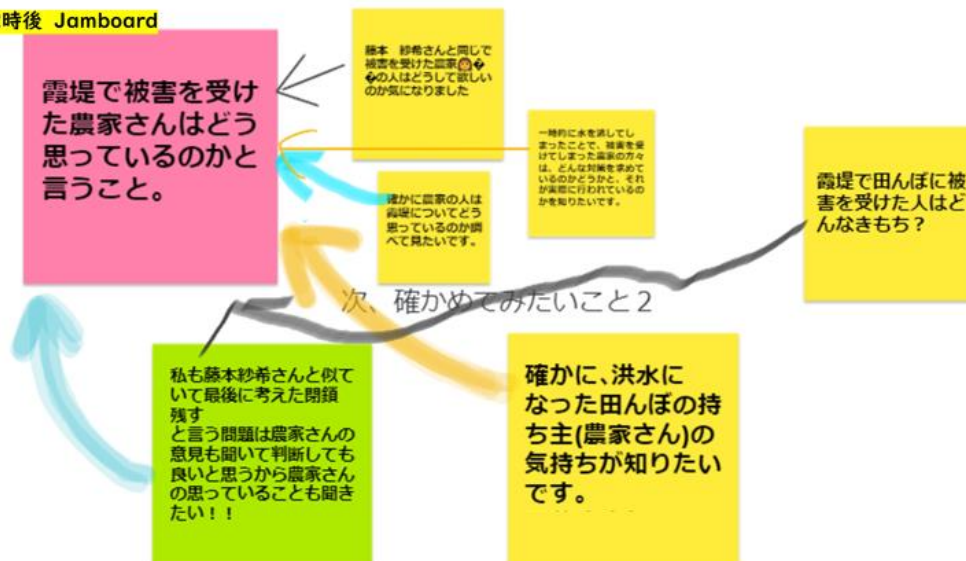 時後 Jamboard
霞堤で被害を受け
た農家さんはどう
思っているのかと
言うこと。
藤本 紗希さんと同じで
被害を受けた農家
の人はどうして欲しい
のか気になりました
一時的に水を逃してし
まったことで、被害を受
けてしまった農家の方々
は、どんな対策を求めて
いるのかどうかと、それ
が実際に行われているの
かを知りたいです。
確かに農家の人は
霞堤についてどう
思っているのか調
べて見たいです。
霞堤で田んぼに被
害を受けた人はど
んなきもち？
次、確かめてみたいこと２
私も藤本紗希さんと似て
いて最後に考えた閉鎖
残す
と言う問題は農家さんの
意見も聞いて判断しても
良いと思うから農家さん
の思っていることも聞き
たい！！
確かに、洪水に
なった田んぼの持
ち主(農家さん)の
気持ちが知りたい
です。